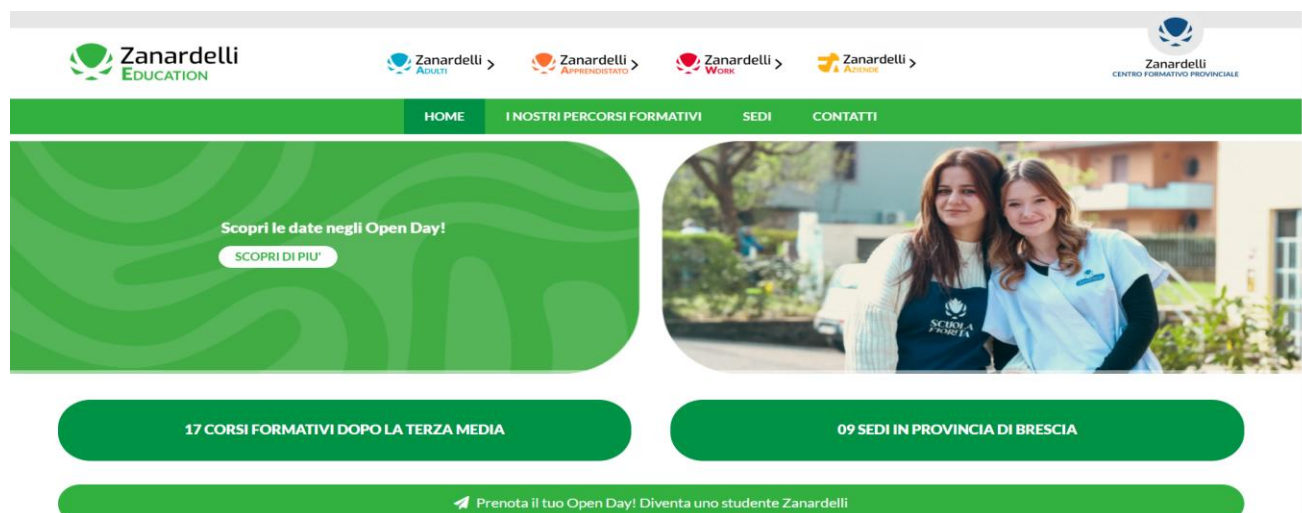 Zanardelli
EDUCATION
Zanardelli >
ADULTI
Zanardelli >
APPRENDISTATO
Zanardelli >
WORK
Zanardelli >
AZIENDE
Zanardelli
CENTRO FORMATIVO PROVINCIALE
HOME
I NOSTRI PERCORSI FORMATIVI
SEDI
CONTATTI
Scopri le date negli Open Day!
SCOPRI DI PIU'
SCUOLA
FIORITA
17 CORSI FORMATIVI DOPO LA TERZA MEDIA
09 SEDI IN PROVINCIA DI BRESCIA
Prenota il tuo Open Day! Diventa uno studente Zanardelli